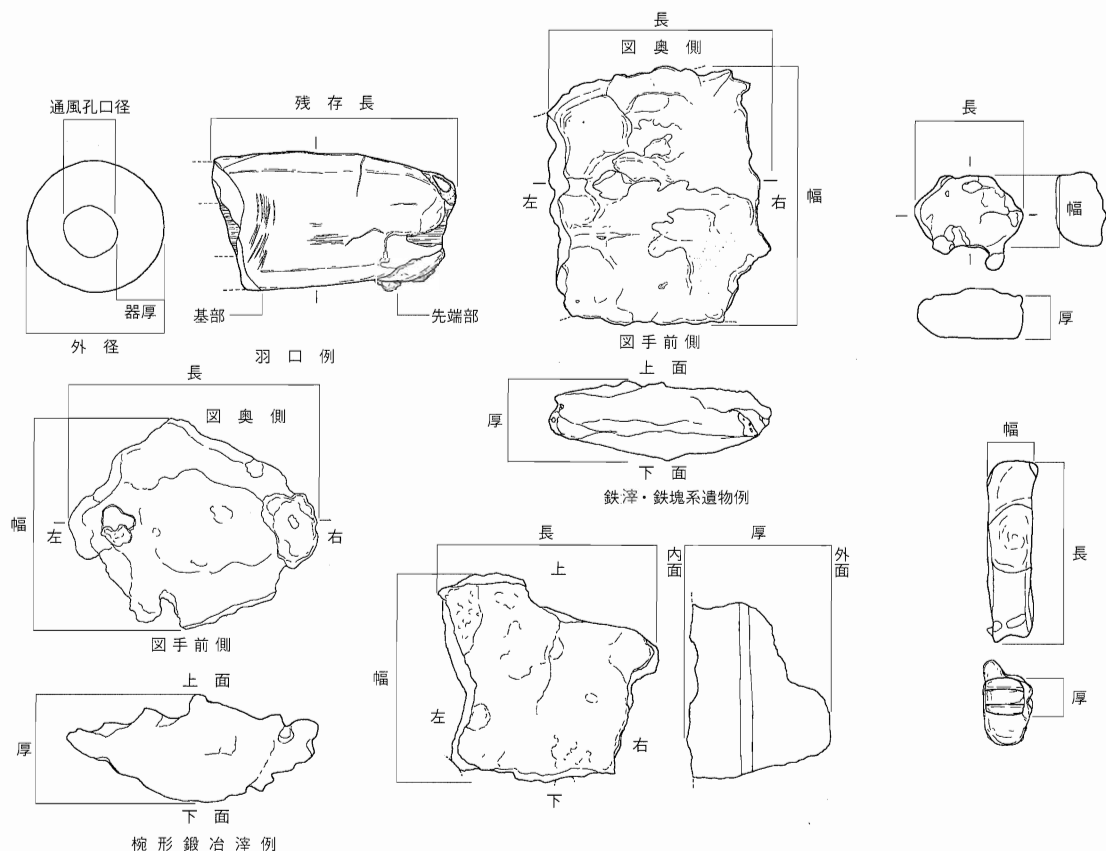 通風孔口径
器厚
外径
残存長
基部
先端部
羽口例
長
図奥側
左
右
幅
図手前側
上面
厚
下面
鉄滓・鉄塊系遺物例
長
幅
厚
長
図奥側
幅
左
右
図手前側
上面
厚
下面
椀形鍛冶滓例
長
上
幅
左
右
下
内面
厚
外面
幅
長
厚